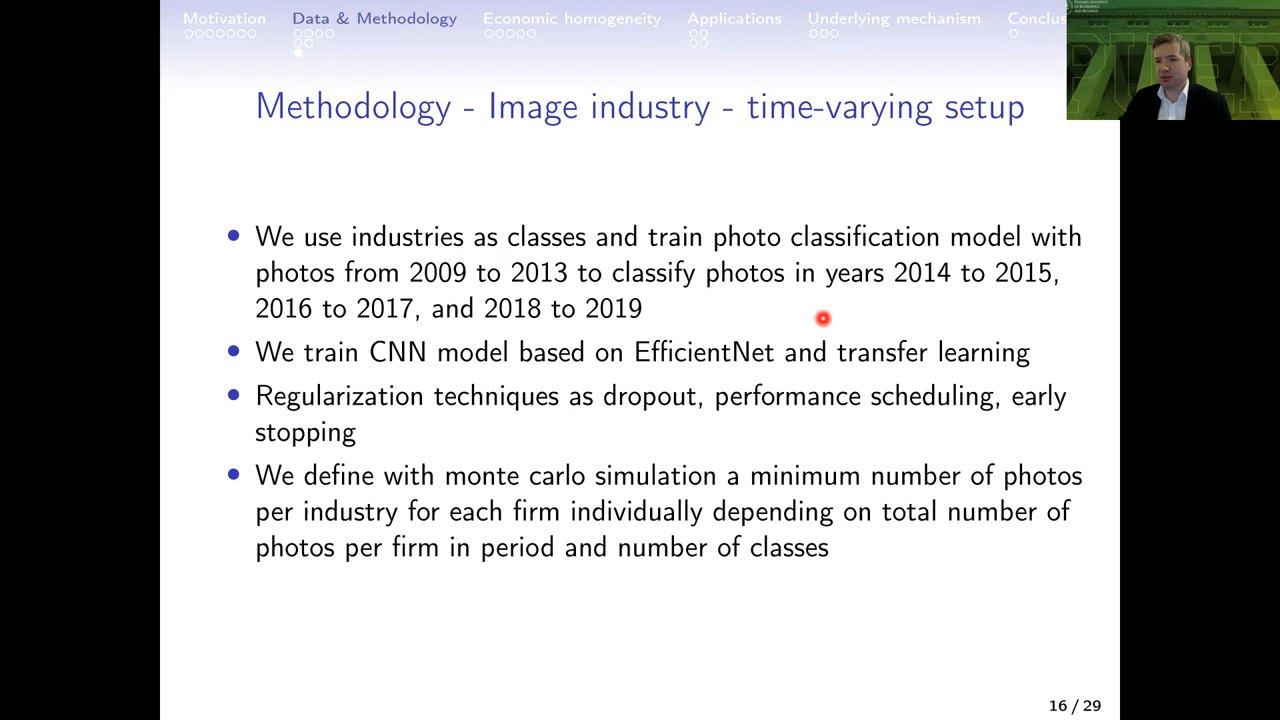 Motivation Data & Methodology Economic homogeneity Applications Underlying mechanism Conclus
Methodology - Image industry - time-varying setup
• We use industries as classes and train photo classification model with
photos from 2009 to 2013 to classify photos in years 2014 to 2015,
2016 to 2017, and 2018 to 2019
• We train CNN model based on EfficientNet and transfer learning
• Regularization techniques as dropout, performance scheduling, early
stopping
• We define with monte carlo simulation a minimum number of photos
per industry for each firm individually depending on total number of
photos per firm in period and number of classes
16 / 29